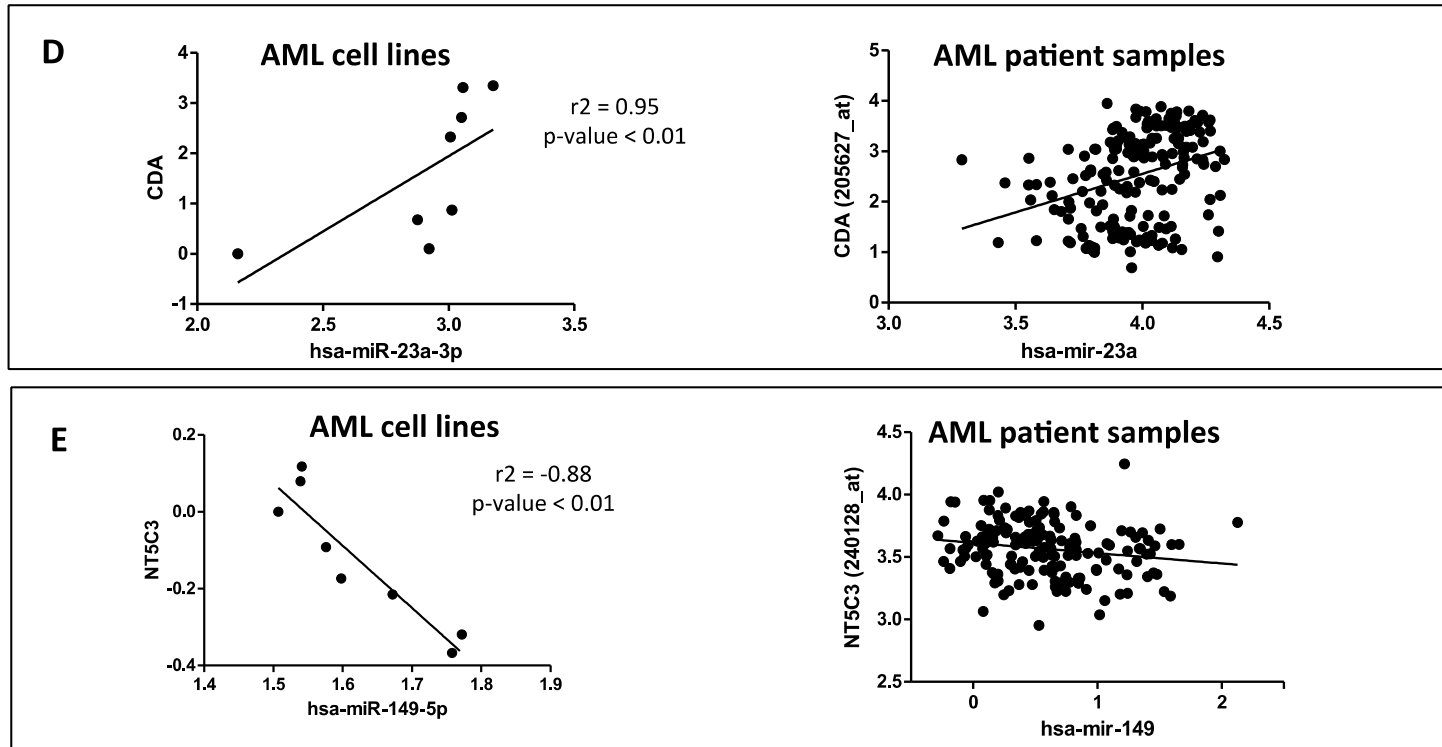 D
AML cell lines
r2 = 0.95
p-value < 0.01
4
3
2
1
0
-1
CDA
2.0 2.5 3.0 3.5
hsa-miR-23a-3p
AML patient samples
5
4
3
2
1
0
CDA (205627_at)
3.0 3.5 4.0 4.5
hsa-mir-23a
E
AML cell lines
r2 = -0.88
p-value < 0.01
0.2
0.0
-0.2
-0.4
NT5C3
1.4 1.5 1.6 1.7 1.8 1.9
hsa-miR-149-5p
AML patient samples
4.5
4.0
3.5
3.0
2.5
NT5C3 (240128_at)
0 1 2
hsa-mir-149